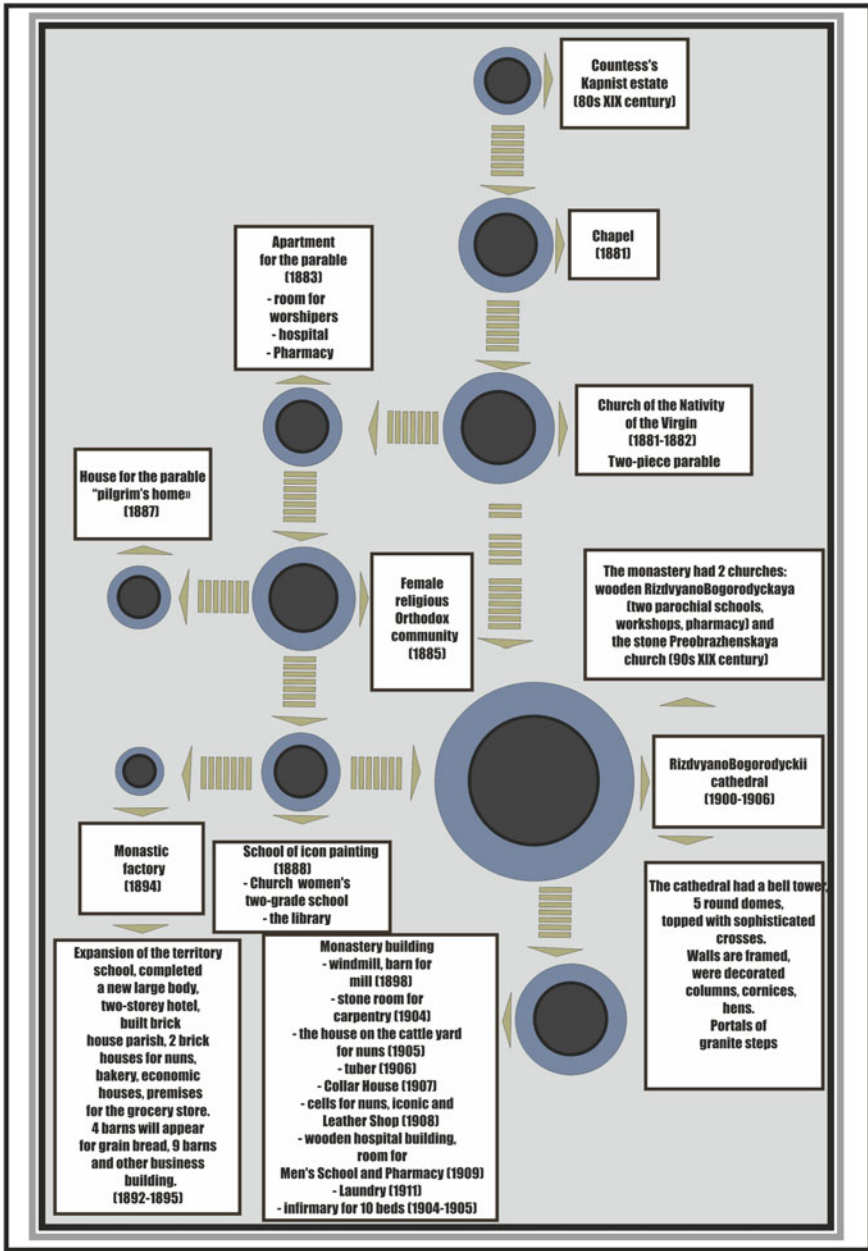 Countess's
Kapnist estate
(80s XIX century)
Chapel
(1881)
Apartment
for the parable
(1883)
- room for
worshipers
- hospital
- Pharmacy
Church of the Nativity
of the Virgin
(1881-1882)
Two-piece parable
House for the parable
“pilgrim's home»
(1887)
Female
religious
Orthodox
community
(1885)
The monastery had 2 churches:
wooden RizdvyanoBogorodyckaya
(two parochial schools,
workshops, pharmacy) and
the stone Preobrazhenskaya
church (90s XIX century)
RizdvyanoBogorodyckii
cathedral
(1900-1906)
Monastic
factory
(1894)
School of icon painting
(1888)
- Church women's
two-grade school
- the library
The cathedral had a bell tower,
5 round domes,
topped with sophisticated
crosses.
Walls are framed,
were decorated
columns, cornices,
hens.
Portals of
granite steps
Expansion of the territory
school, completed
a new large body,
two-storey hotel,
built brick
house parish, 2 brick
houses for nuns,
bakery, economic
houses, premises
for the grocery store.
4 barns will appear
for grain bread, 9 barns
and other business
building.
(1892-1895)
Monastery building
- windmill, barn for
mill (1898)
- stone room for
carpentry (1904)
- the house on the cattle yard
for nuns (1905)
- tuber (1906)
- Collar House (1907)
- cells for nuns, iconic and
Leather Shop (1908)
- wooden hospital building,
room for
Men's School and Pharmacy (1909)
- Laundry (1911)
- infirmary for 10 beds (1904-1905)